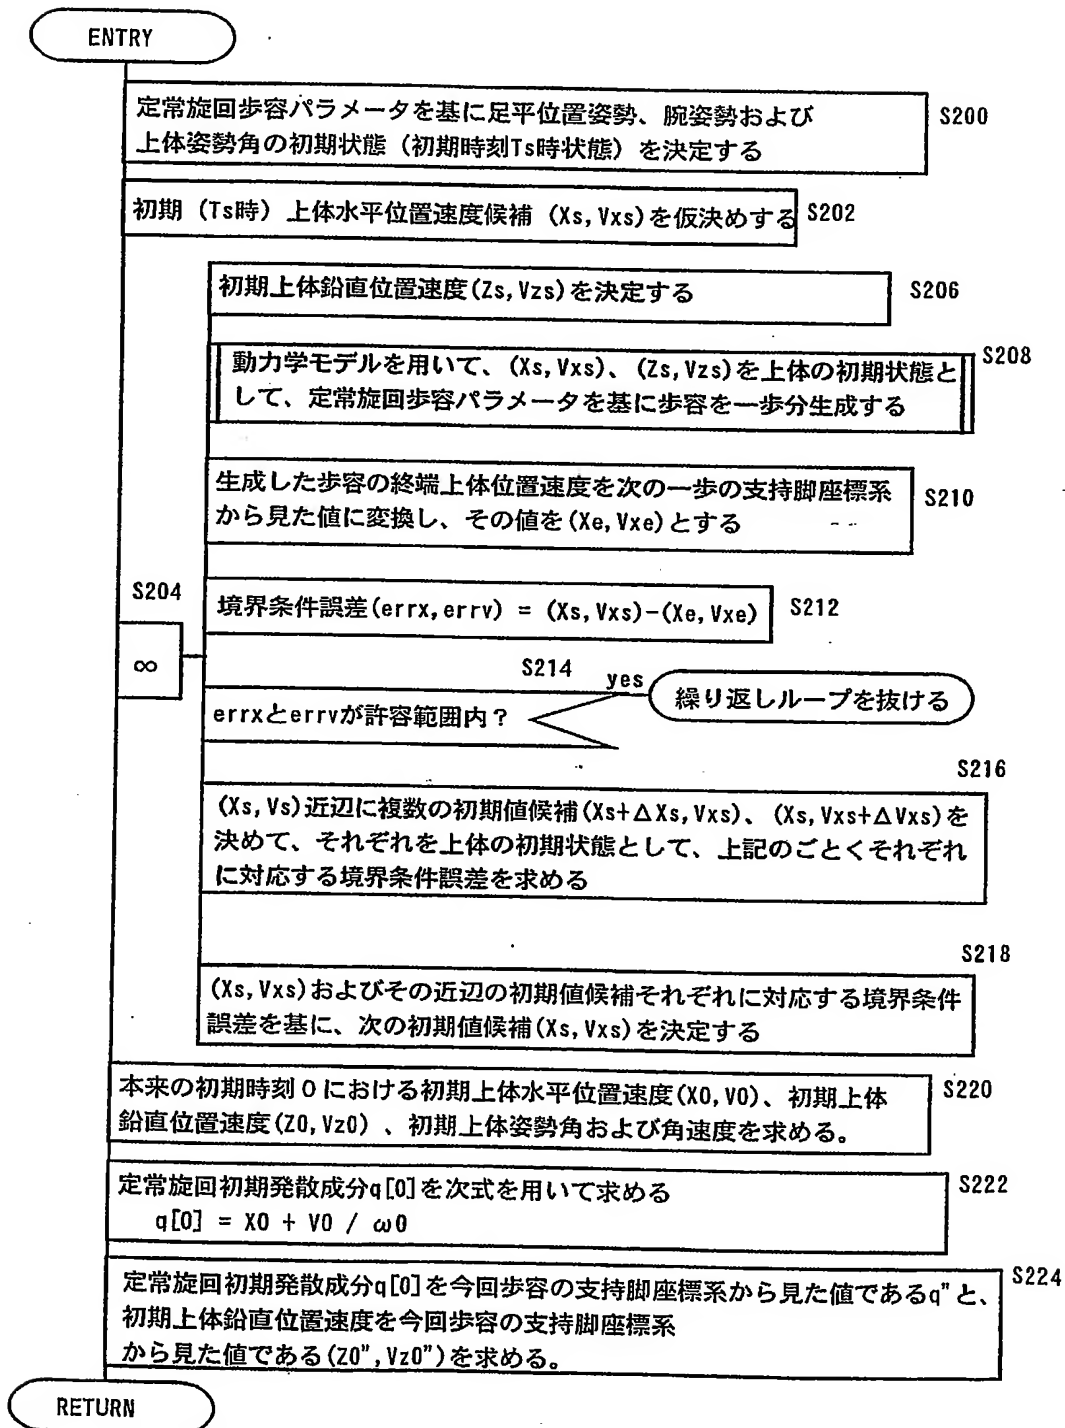 ENTRY
定常旋回歩容パラメータを基に足平位置姿勢、腕姿勢および
上体姿勢角の初期状態（初期時刻Ts時状態）を決定する
S200
初期（Ts時）上体水平位置速度候補（Xs,Vxs)を仮決めする
S202
初期上体鉛直位置速度(Zs,Vzs)を決定する
S206
動力学モデルを用いて、(Xs,Vxs)、(Zs,Vzs)を上体の初期状態と
して、定常旋回歩容パラメータを基に歩容を一歩分生成する
S208
生成した歩容の終端上体位置速度を次の一歩の支持脚座標系
から見た値に変換し、その値を(Xe,Vxe)とする
S210
S204
∞
境界条件誤差(errx,errv) = (Xs,Vxs)-(Xe,Vxe)
S212
S214
errxとerrvが許容範囲内？
yes
繰り返しループを抜ける
S216
(Xs,Vs)近辺に複数の初期値候補(Xs+ΔXs,Vxs)、(Xs,Vxs+ΔVxs)を
決めて、それぞれを上体の初期状態として、上記のごとくそれぞれ
に対応する境界条件誤差を求める
S218
(Xs,Vxs)およびその近辺の初期値候補それぞれに対応する境界条件
誤差を基に、次の初期値候補(Xs,Vxs)を決定する
本来の初期時刻０における初期上体水平位置速度(X0,V0)、初期上体
鉛直位置速度(Z0,Vz0) 、初期上体姿勢角および角速度を求める。
S220
定常旋回初期発散成分q[0]を次式を用いて求める
q[0] = X0 + V0 / ω0
S222
定常旋回初期発散成分q[0]を今回歩容の支持脚座標系から見た値であるq"と、
初期上体鉛直位置速度を今回歩容の支持脚座標系
から見た値である(Z0",Vz0")を求める。
S224
RETURN